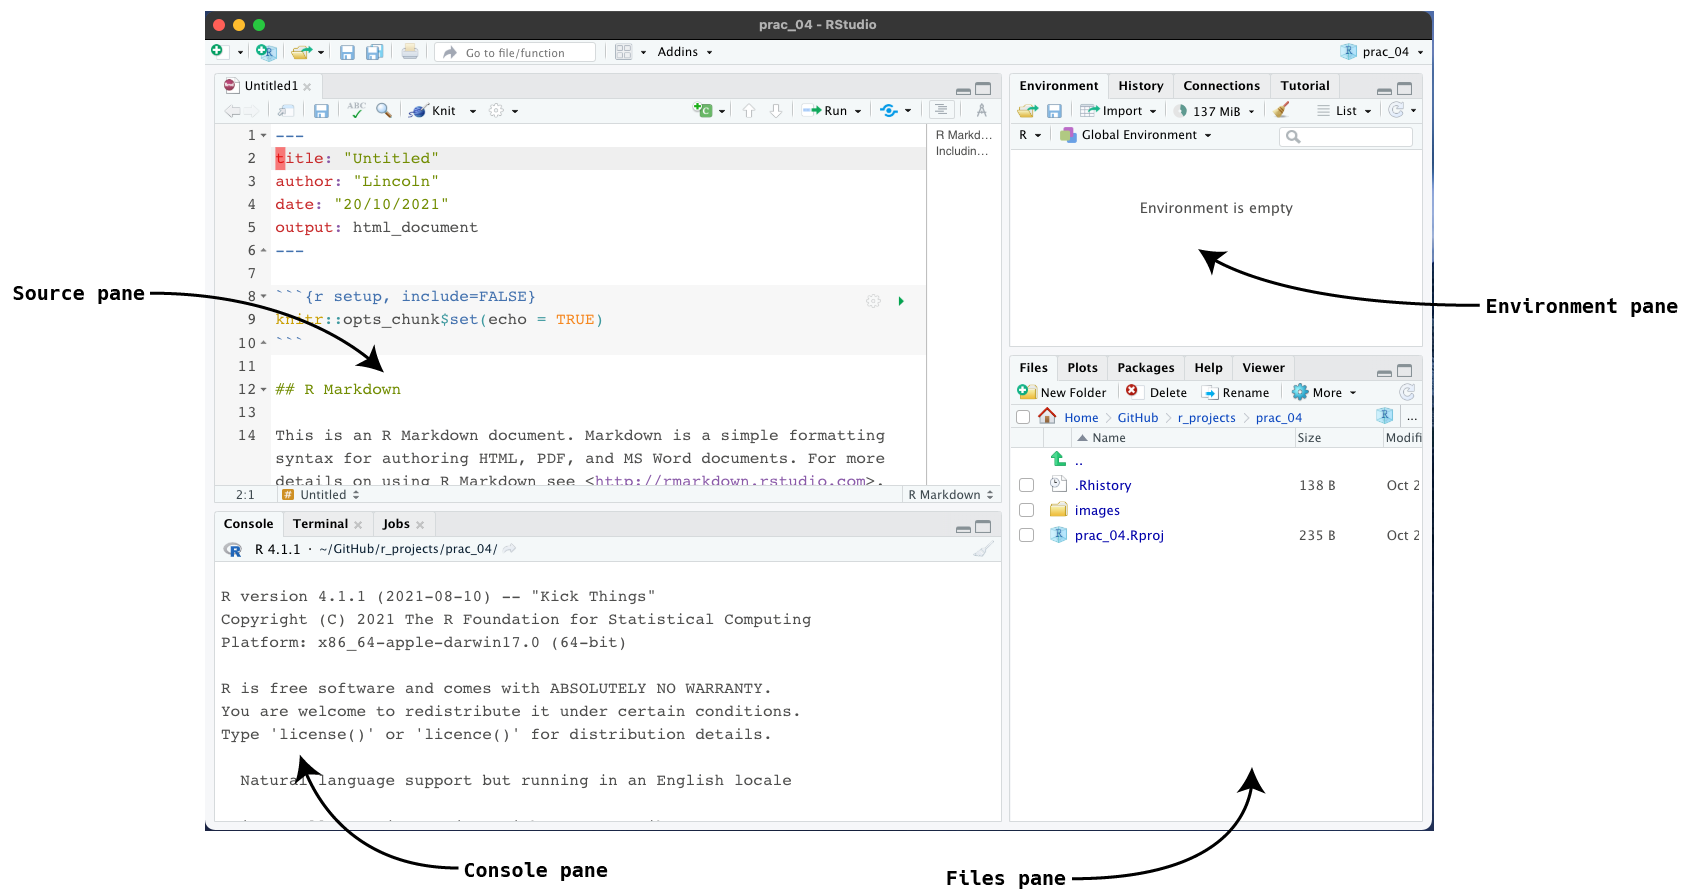 prac_04 - RStudio
Go to file/function
Addins
prac_04
Untitled1
ABC
Knit
Run
1 ---
2 title: "Untitled"
3 author: "Lincoln"
4 date: "20/10/2021"
5 output: html_document
6 ---
7
8 ```{r setup, include=FALSE}
9 knitr::opts_chunk$set(echo = TRUE)
10 ```
11
12 ## R Markdown
13
14 This is an R Markdown document. Markdown is a simple formatting
syntax for authoring HTML, PDF, and MS Word documents. For more
details on using R Markdown see <http://rmarkdown.rstudio.com>.
R Markd...
Includin...
2:1 # Untitled
R Markdown
Console Terminal Jobs
R 4.1.1 · ~/GitHub/r_projects/prac_04/
R version 4.1.1 (2021-08-10) -- "Kick Things"
Copyright (C) 2021 The R Foundation for Statistical Computing
Platform: x86_64-apple-darwin17.0 (64-bit)
R is free software and comes with ABSOLUTELY NO WARRANTY.
You are welcome to redistribute it under certain conditions.
Type 'license()' or 'licence()' for distribution details.
Natural language support but running in an English locale
Environment History Connections Tutorial
Import 137 MiB List
R Global Environment
Environment is empty
Files Plots Packages Help Viewer
New Folder Delete Rename More
Home GitHub r_projects prac_04 ...
Name Size Modifi
..
.Rhistory 138 B Oct 2
images
prac_04.Rproj 235 B Oct 2
Source pane
Environment pane
Console pane
Files pane